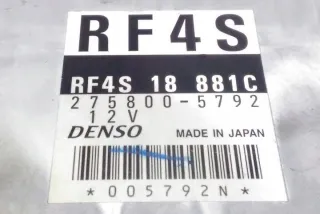 RF4S
RF4S 18 881C
275800-5792
12V
DENSO MADE IN JAPAN
*005792N*